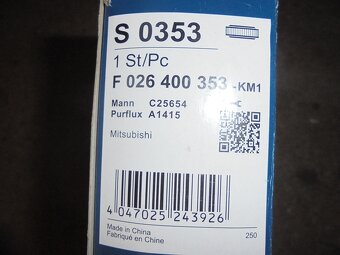 S 0353
1 St/Pc
F 026 400 353 -KM1
Mann C25654
Purflux A1415
Mitsubishi
4 047025 243926
Made in China
Fabriqué en Chine
250